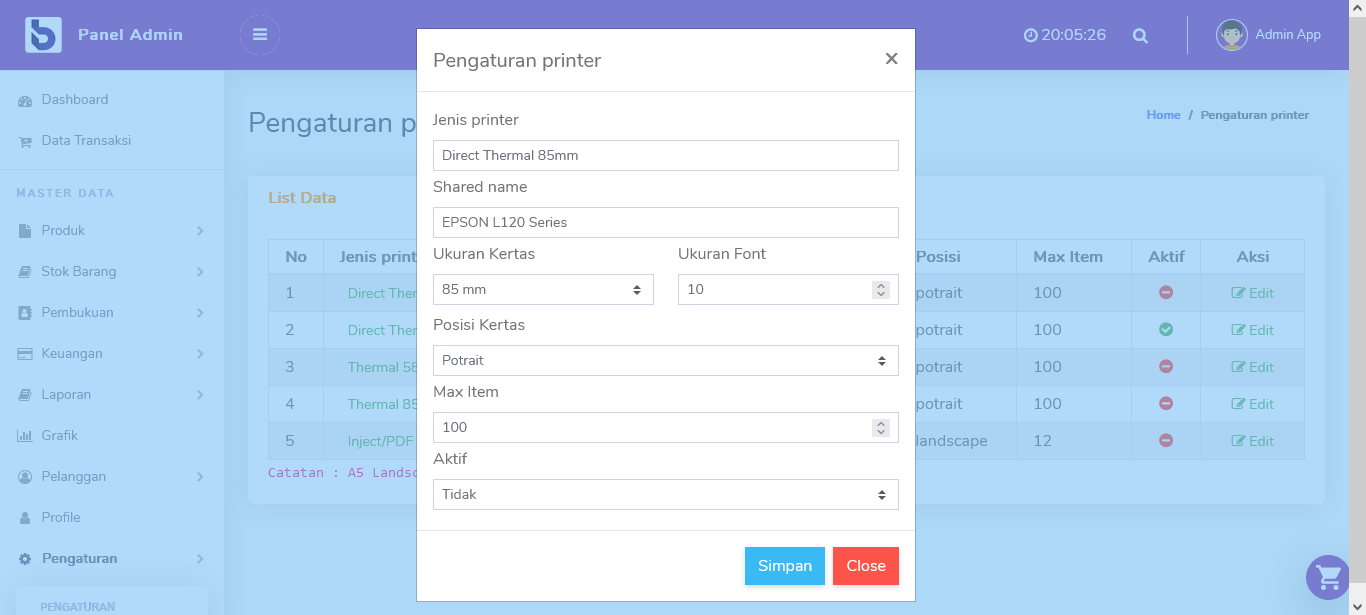 Panel Admin
20:05:26
Admin App
Dashboard
Data Transaksi
MASTER DATA
Produk
Stok Barang
Pembukuan
Keuangan
Laporan
Grafik
Pelanggan
Profile
Pengaturan
PENGATURAN
Pengaturan p
Home / Pengaturan printer
List Data
No Jenis print Posisi Max Item Aktif Aksi
1 Direct Ther potrait 100 Edit
2 Direct Ther potrait 100 Edit
3 Thermal 58 potrait 100 Edit
4 Thermal 85 potrait 100 Edit
5 Inject/PDF landscape 12 Edit
Catatan : A5 Landsc
Pengaturan printer
×
Jenis printer
Direct Thermal 85mm
Shared name
EPSON L120 Series
Ukuran Kertas Ukuran Font
85 mm 10
Posisi Kertas
Potrait
Max Item
100
Aktif
Tidak
Simpan Close